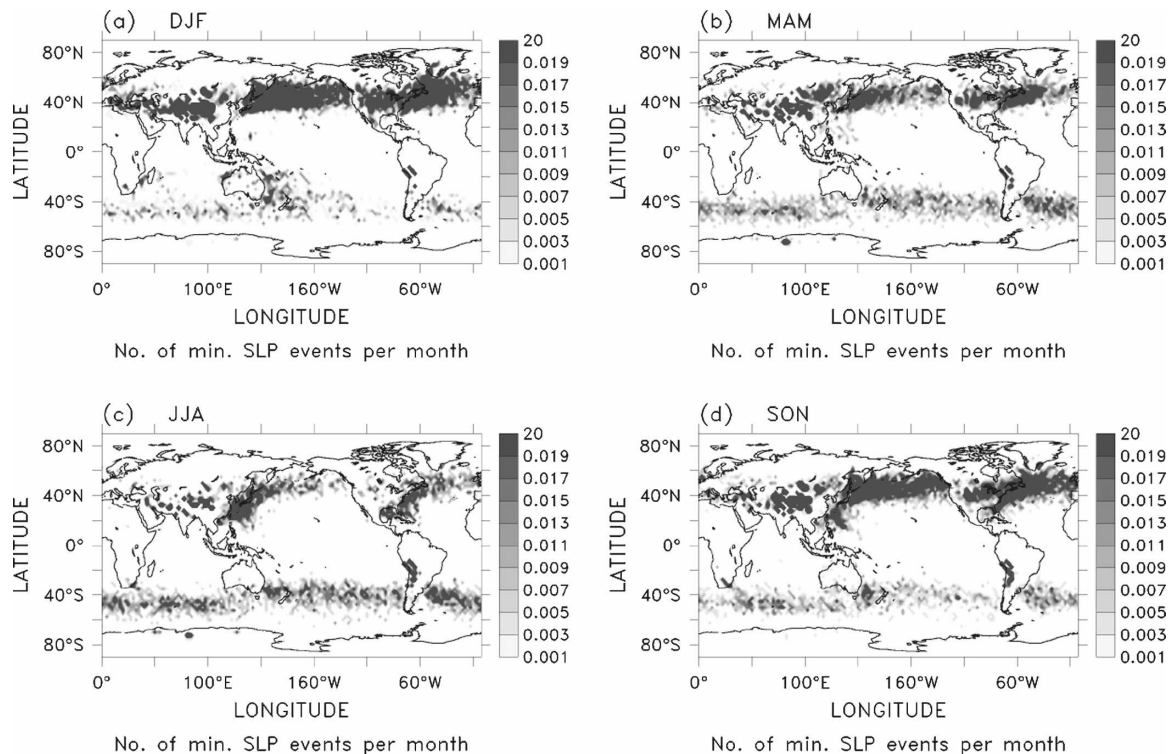 (a) DJF
80°N
40°N
0°
40°S
80°S
LATITUDE
0° 100°E 160°W 60°W
LONGITUDE
No. of min. SLP events per month
20
0.019
0.017
0.015
0.013
0.011
0.009
0.007
0.005
0.003
0.001
(b) MAM
80°N
40°N
0°
40°S
80°S
LATITUDE
0° 100°E 160°W 60°W
LONGITUDE
No. of min. SLP events per month
20
0.019
0.017
0.015
0.013
0.011
0.009
0.007
0.005
0.003
0.001
(c) JJA
80°N
40°N
0°
40°S
80°S
LATITUDE
0° 100°E 160°W 60°W
LONGITUDE
No. of min. SLP events per month
20
0.019
0.017
0.015
0.013
0.011
0.009
0.007
0.005
0.003
0.001
(d) SON
80°N
40°N
0°
40°S
80°S
LATITUDE
0° 100°E 160°W 60°W
LONGITUDE
No. of min. SLP events per month
20
0.019
0.017
0.015
0.013
0.011
0.009
0.007
0.005
0.003
0.001